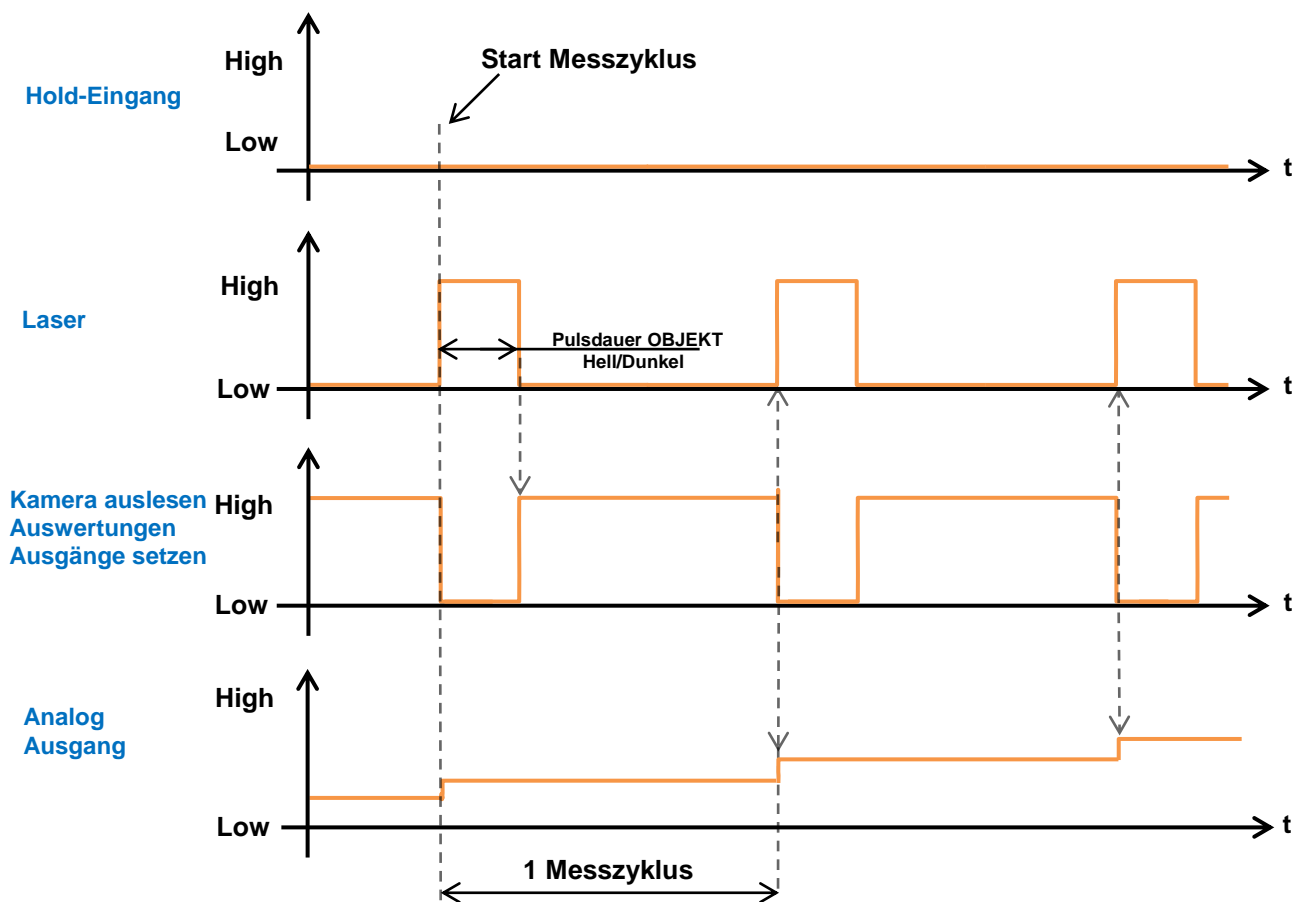 High
Start Messzyklus
Hold-Eingang
Low
t
High
Laser
Pulsdauer OBJEKT
Hell/Dunkel
Low
t
Kamera auslesen
Auswertungen
Ausgänge setzen
High
Low
t
High
Analog
Ausgang
Low
t
1 Messzyklus